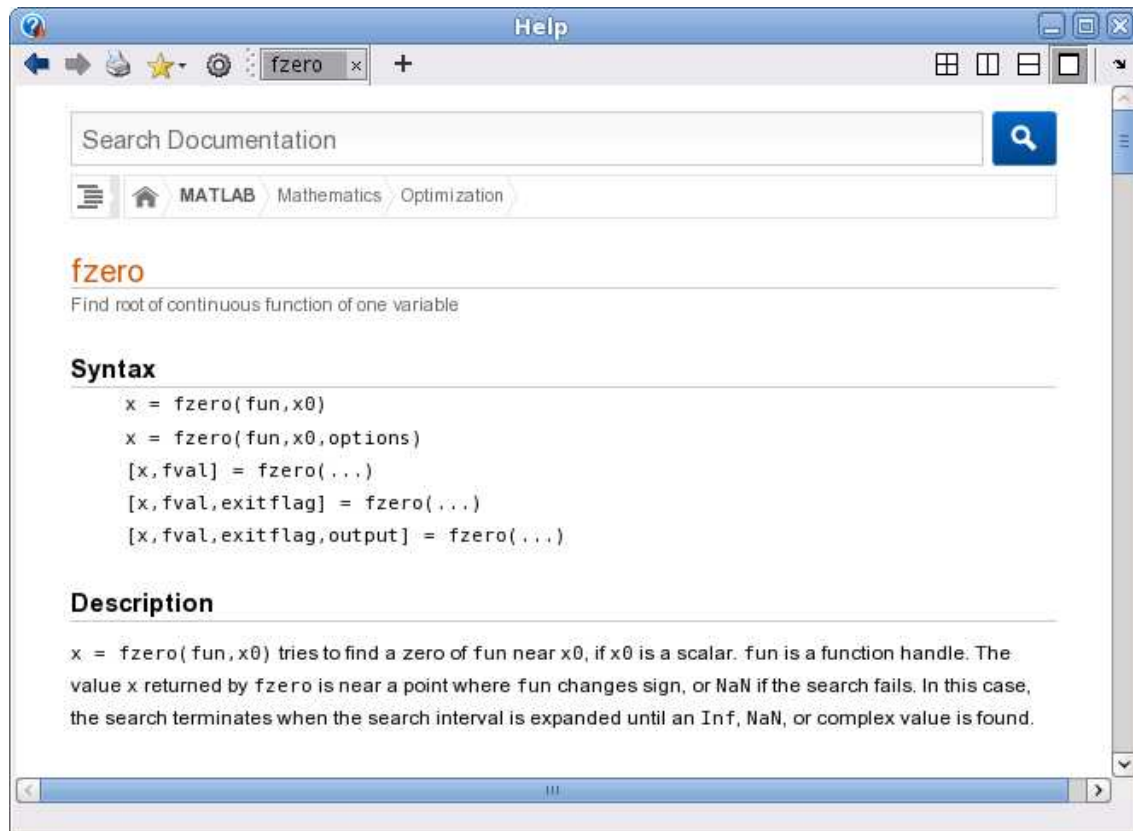 Help
fzero
Search Documentation
MATLAB Mathematics Optimization
fzero
Find root of continuous function of one variable
Syntax
x = fzero(fun,x0)
x = fzero(fun,x0,options)
[x,fval] = fzero(...)
[x,fval,exitflag] = fzero(...)
[x,fval,exitflag,output] = fzero(...)
Description
x = fzero(fun,x0) tries to find a zero of fun near x0, if x0 is a scalar. fun is a function handle. The
value x returned by fzero is near a point where fun changes sign, or NaN if the search fails. In this case,
the search terminates when the search interval is expanded until an Inf, NaN, or complex value is found.